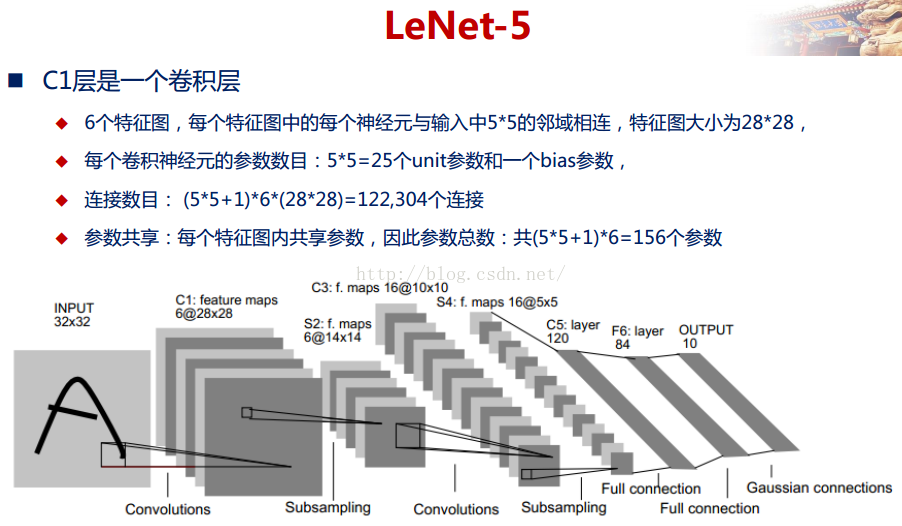 LeNet-5
C1层是一个卷积层
6个特征图，每个特征图中的每个神经元与输入中5*5的邻域相连，特征图大小为28*28，
每个卷积神经元的参数数目：5*5=25个unit参数和一个bias参数，
连接数目： (5*5+1)*6*(28*28)=122,304个连接
参数共享：每个特征图内共享参数，因此参数总数：共(5*5+1)*6=156个参数
http://blog.csdn.net/
INPUT
32x32
C1: feature maps
6@28x28
S2: f. maps
6@14x14
C3: f. maps 16@10x10
S4: f. maps 16@5x5
C5: layer
120
F6: layer
84
OUTPUT
10
Convolutions
Subsampling
Convolutions
Subsampling
Full connection
Full connection
Gaussian connections